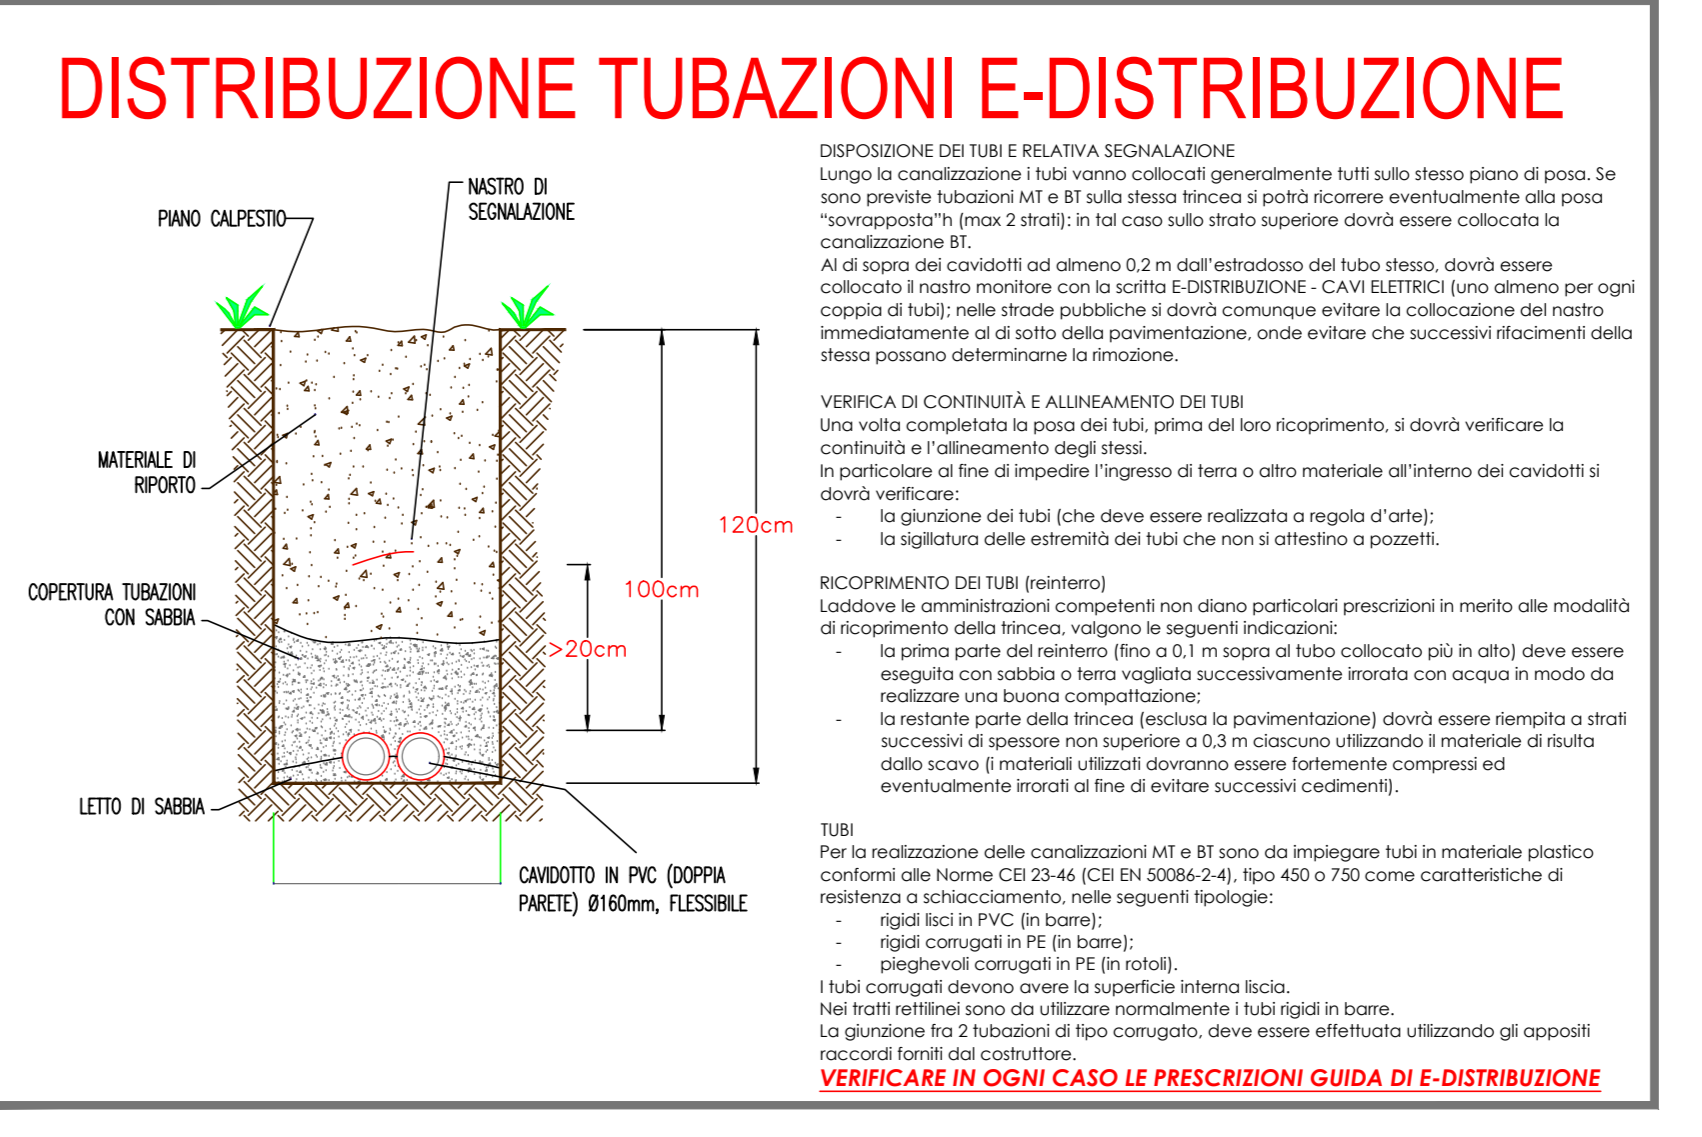 DISTRIBUZIONE TUBAZIONI E-DISTRIBUZIONE
NASTRO DI
SEGNALAZIONE
PIANO CALPESTIO
MATERIALE DI
RIPORTO
120cm
100cm
COPERTURA TUBAZIONI
CON SABBIA
>20cm
LETTO DI SABBIA
CAVIDOTTO IN PVC (DOPPIA
PARETE) Ø160mm, FLESSIBILE
DISPOSIZIONE DEI TUBI E RELATIVA SEGNALAZIONE
Lungo la canalizzazione i tubi vanno collocati generalmente tutti sullo stesso piano di posa. Se
sono previste tubazioni MT e BT sulla stessa trincea si potrà ricorrere eventualmente alla posa
“sovrapposta”h (max 2 strati): in tal caso sullo strato superiore dovrà essere collocata la
canalizzazione BT.
Al di sopra dei cavidotti ad almeno 0,2 m dall’estradosso del tubo stesso, dovrà essere
collocato il nastro monitore con la scritta E-DISTRIBUZIONE - CAVI ELETTRICI (uno almeno per ogni
coppia di tubi); nelle strade pubbliche si dovrà comunque evitare la collocazione del nastro
immediatamente al di sotto della pavimentazione, onde evitare che successivi rifacimenti della
stessa possano determinarne la rimozione.
VERIFICA DI CONTINUITÀ E ALLINEAMENTO DEI TUBI
Una volta completata la posa dei tubi, prima del loro ricoprimento, si dovrà verificare la
continuità e l’allineamento degli stessi.
In particolare al fine di impedire l’ingresso di terra o altro materiale all’interno dei cavidotti si
dovrà verificare:
- la giunzione dei tubi (che deve essere realizzata a regola d’arte);
- la sigillatura delle estremità dei tubi che non si attestino a pozzetti.
RICOPRIMENTO DEI TUBI (reinterro)
Laddove le amministrazioni competenti non diano particolari prescrizioni in merito alle modalità
di ricoprimento della trincea, valgono le seguenti indicazioni:
- la prima parte del reinterro (fino a 0,1 m sopra al tubo collocato più in alto) deve essere
eseguita con sabbia o terra vagliata successivamente irrorata con acqua in modo da
realizzare una buona compattazione;
- la restante parte della trincea (esclusa la pavimentazione) dovrà essere riempita a strati
successivi di spessore non superiore a 0,3 m ciascuno utilizzando il materiale di risulta
dallo scavo (i materiali utilizzati dovranno essere fortemente compressi ed
eventualmente irrorati al fine di evitare successivi cedimenti).
TUBI
Per la realizzazione delle canalizzazioni MT e BT sono da impiegare tubi in materiale plastico
conformi alle Norme CEI 23-46 (CEI EN 50086-2-4), tipo 450 o 750 come caratteristiche di
resistenza a schiacciamento, nelle seguenti tipologie:
- rigidi lisci in PVC (in barre);
- rigidi corrugati in PE (in barre);
- pieghevoli corrugati in PE (in rotoli).
I tubi corrugati devono avere la superficie interna liscia.
Nei tratti rettilinei sono da utilizzare normalmente i tubi rigidi in barre.
La giunzione fra 2 tubazioni di tipo corrugato, deve essere effettuata utilizzando gli appositi
raccordi forniti dal costruttore.
VERIFICARE IN OGNI CASO LE PRESCRIZIONI GUIDA DI E-DISTRIBUZIONE